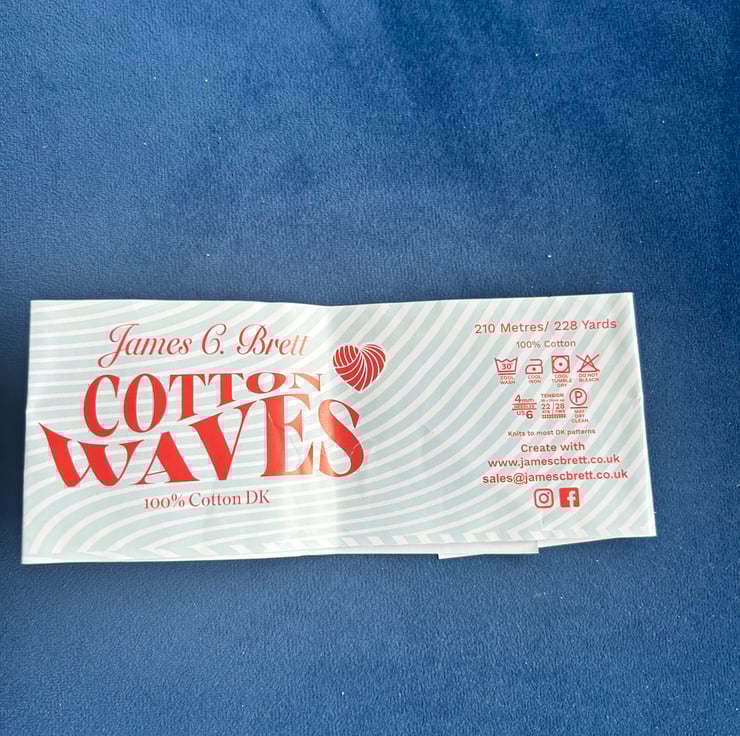 James C. Brett
COTTON
WAVES
100% Cotton DK
210 Metres/ 228 Yards
100% Cotton
30°
COOL WASH
COOL IRON
COOL TUMBLE DRY
DO NOT BLEACH
4mm
US 6
TENSION
22 28
P
MAY DRY CLEAN
Knits to most DK patterns
Create with
www.jamescbrett.co.uk
sales@jamescbrett.co.uk